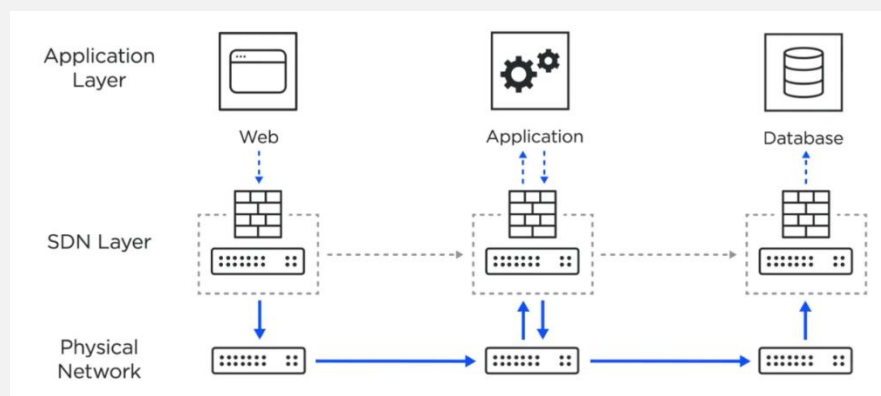 Application
Layer
Web
Application
Database
SDN Layer
Physical
Network